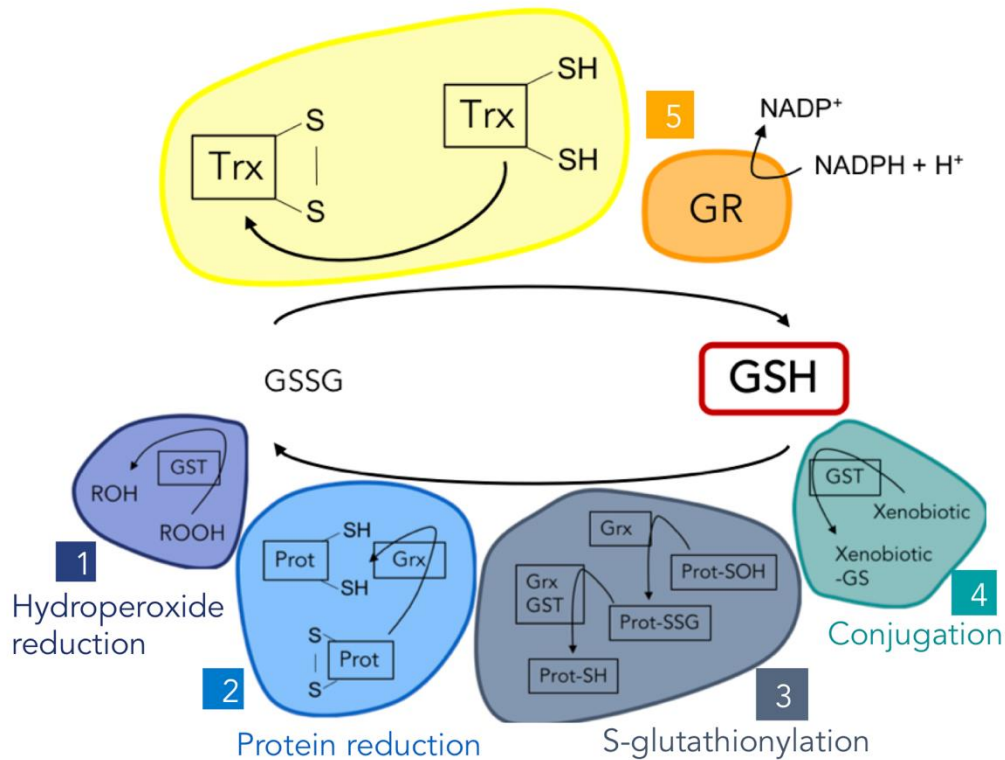 S
Trx
S
SH
Trx
SH
5
NADP⁺
NADPH + H⁺
GR
GSSG
GSH
GST
ROH
ROOH
1
Hydroperoxide
reduction
SH
Prot
SH
Grx
S
Prot
S
2
Protein reduction
Grx
Prot-SOH
Grx
GST
Prot-SSG
Prot-SH
3
S-glutathionylation
GST
Xenobiotic
Xenobiotic
-GS
4
Conjugation